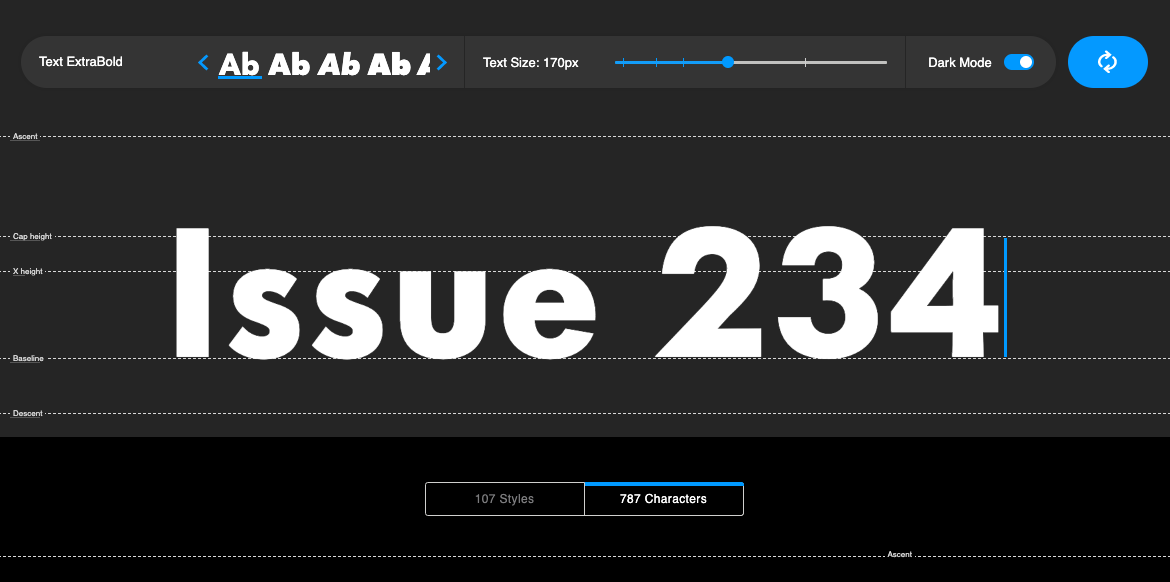 Text ExtraBold
Ab Ab Ab Ab
Text Size: 170px
Dark Mode
Ascent
Cap height
X height
Issue 234
Baseline
Descent
107 Styles
787 Characters
Ascent